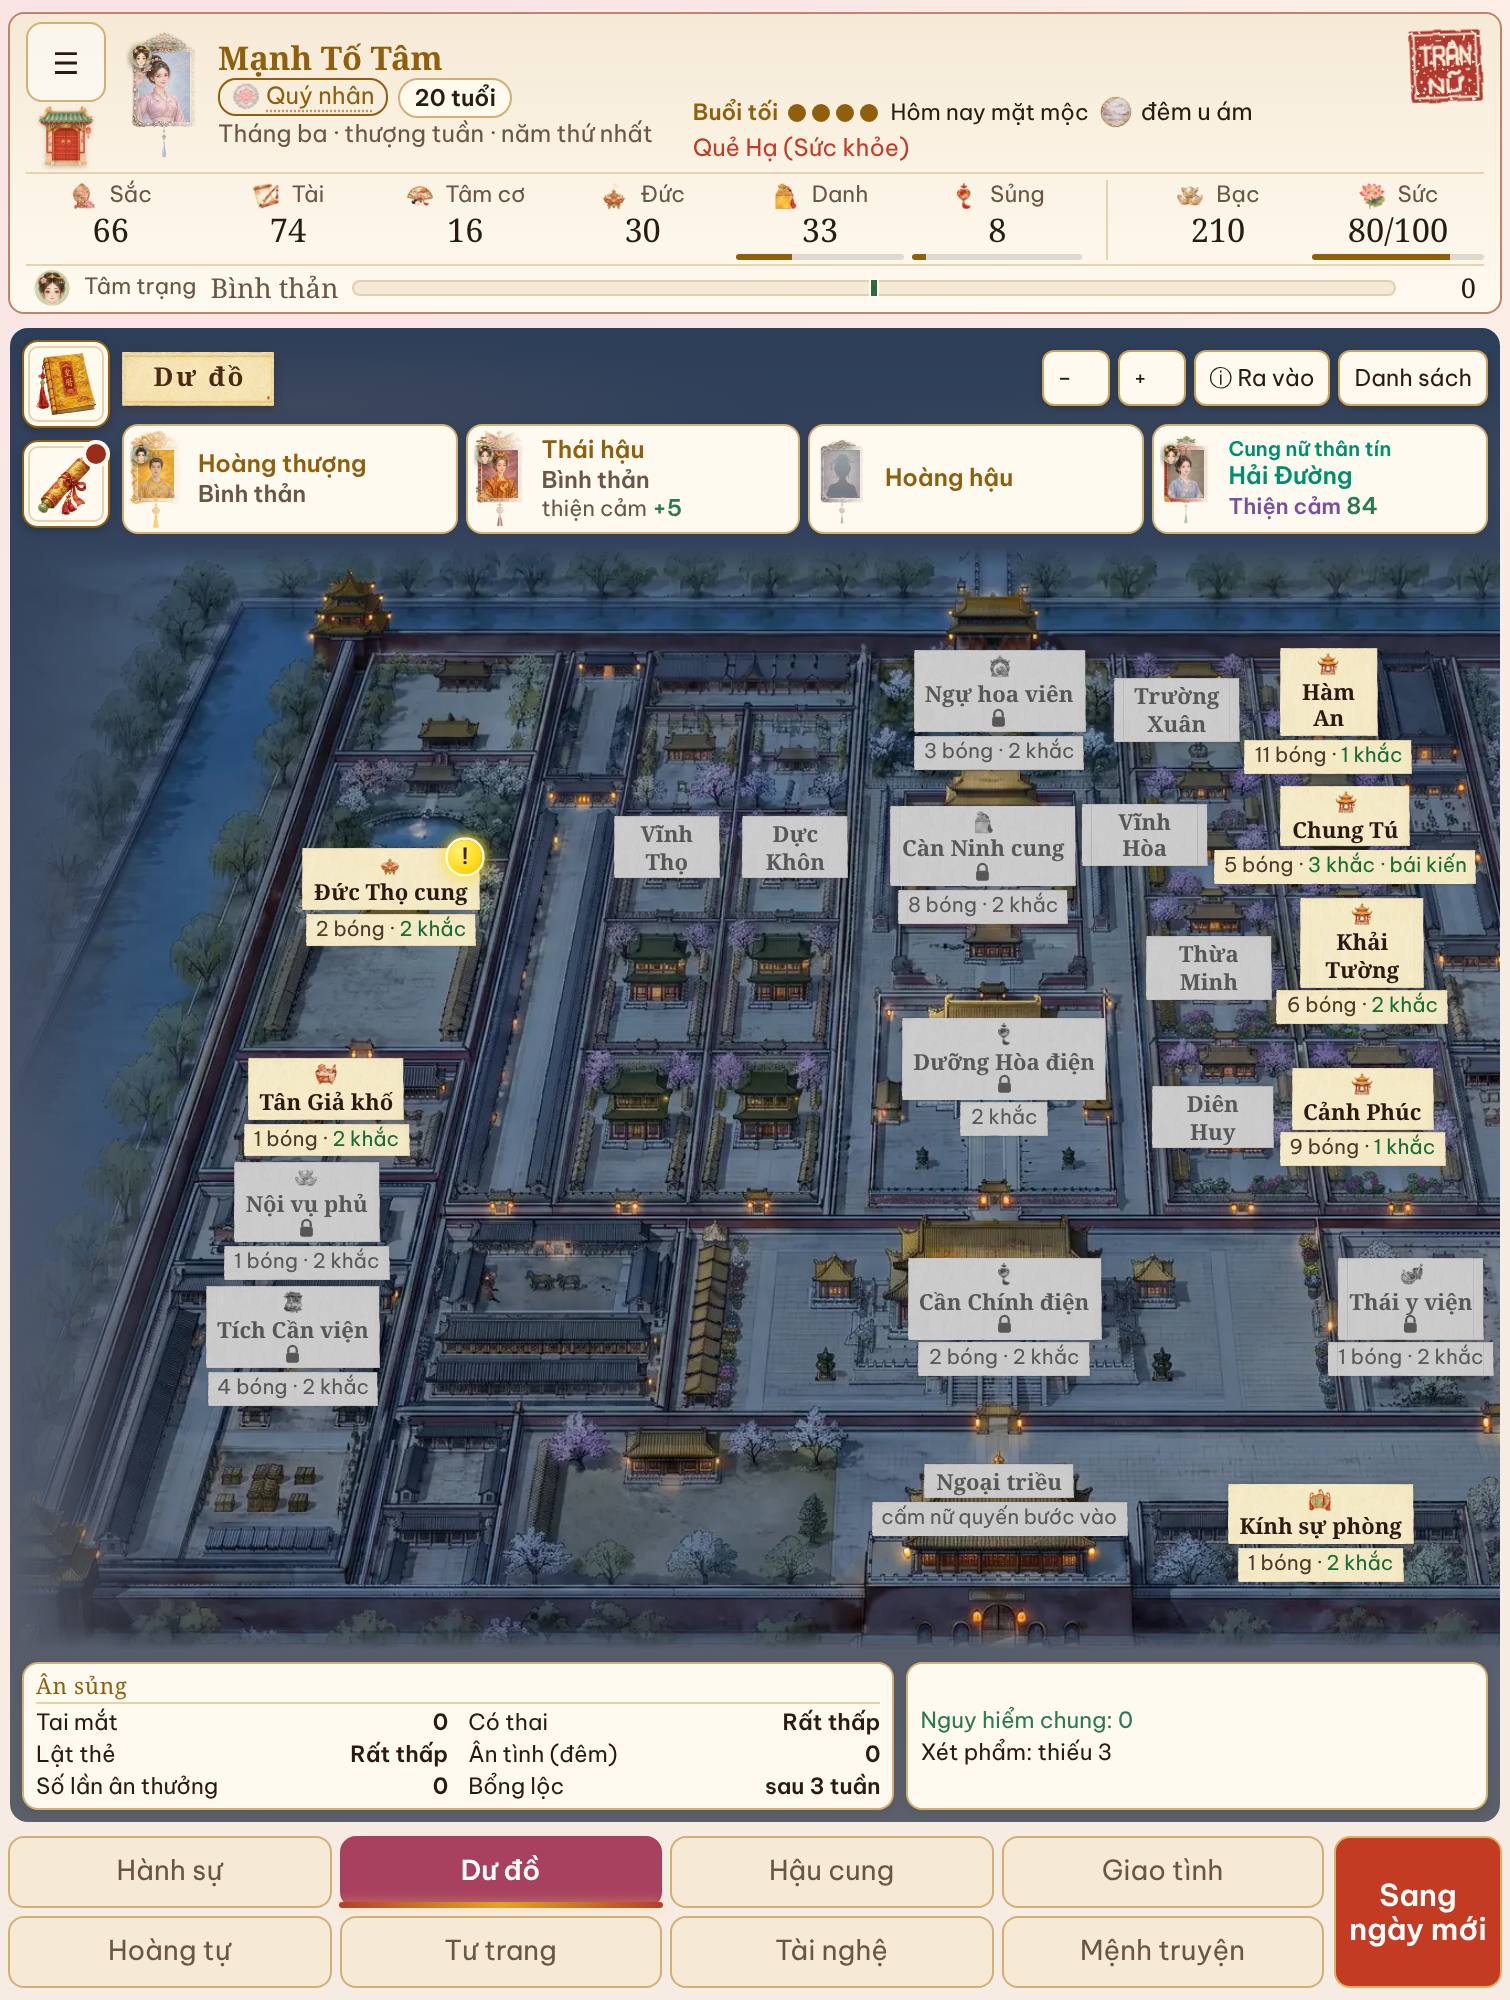 ☰
Mạnh Tố Tâm
Quý nhân
20 tuổi
Tháng ba · thượng tuần · năm thứ nhất
Buổi tối
Hôm nay mặt mộc
đêm u ám
Quẻ Hạ (Sức khỏe)
TRÂN NỮ
Sắc
66
Tài
74
Tâm cơ
16
Đức
30
Danh
33
Sủng
8
Bạc
210
Sức
80/100
Tâm trạng
Bình thản
0
Dư đồ
−
+
ⓘ Ra vào
Danh sách
Hoàng thượng
Bình thản
Thái hậu
Bình thản
thiện cảm +5
Hoàng hậu
Cung nữ thân tín
Hải Đường
Thiện cảm 84
Ngự hoa viên
3 bóng · 2 khắc
Trường
Xuân
Hàm
An
11 bóng · 1 khắc
Vĩnh
Thọ
Dực
Khôn
Càn Ninh cung
8 bóng · 2 khắc
Vĩnh
Hòa
Chung Tú
5 bóng · 3 khắc · bái kiến
!
Đức Thọ cung
2 bóng · 2 khắc
Thừa
Minh
Khải
Tường
6 bóng · 2 khắc
Dưỡng Hòa điện
2 khắc
Tân Giả khố
1 bóng · 2 khắc
Diên
Huy
Cảnh Phúc
9 bóng · 1 khắc
Nội vụ phủ
1 bóng · 2 khắc
Cần Chính điện
2 bóng · 2 khắc
Thái y viện
1 bóng · 2 khắc
Tích Cần viện
4 bóng · 2 khắc
Ngoại triều
cấm nữ quyến bước vào
Kính sự phòng
1 bóng · 2 khắc
Ân sủng
Tai mắt 0
Có thai Rất thấp
Lật thẻ Rất thấp
Ân tình (đêm) 0
Số lần ân thưởng 0
Bổng lộc sau 3 tuần
Nguy hiểm chung: 0
Xét phẩm: thiếu 3
Hành sự
Dư đồ
Hậu cung
Giao tình
Hoàng tự
Tư trang
Tài nghệ
Mệnh truyện
Sang
ngày mới